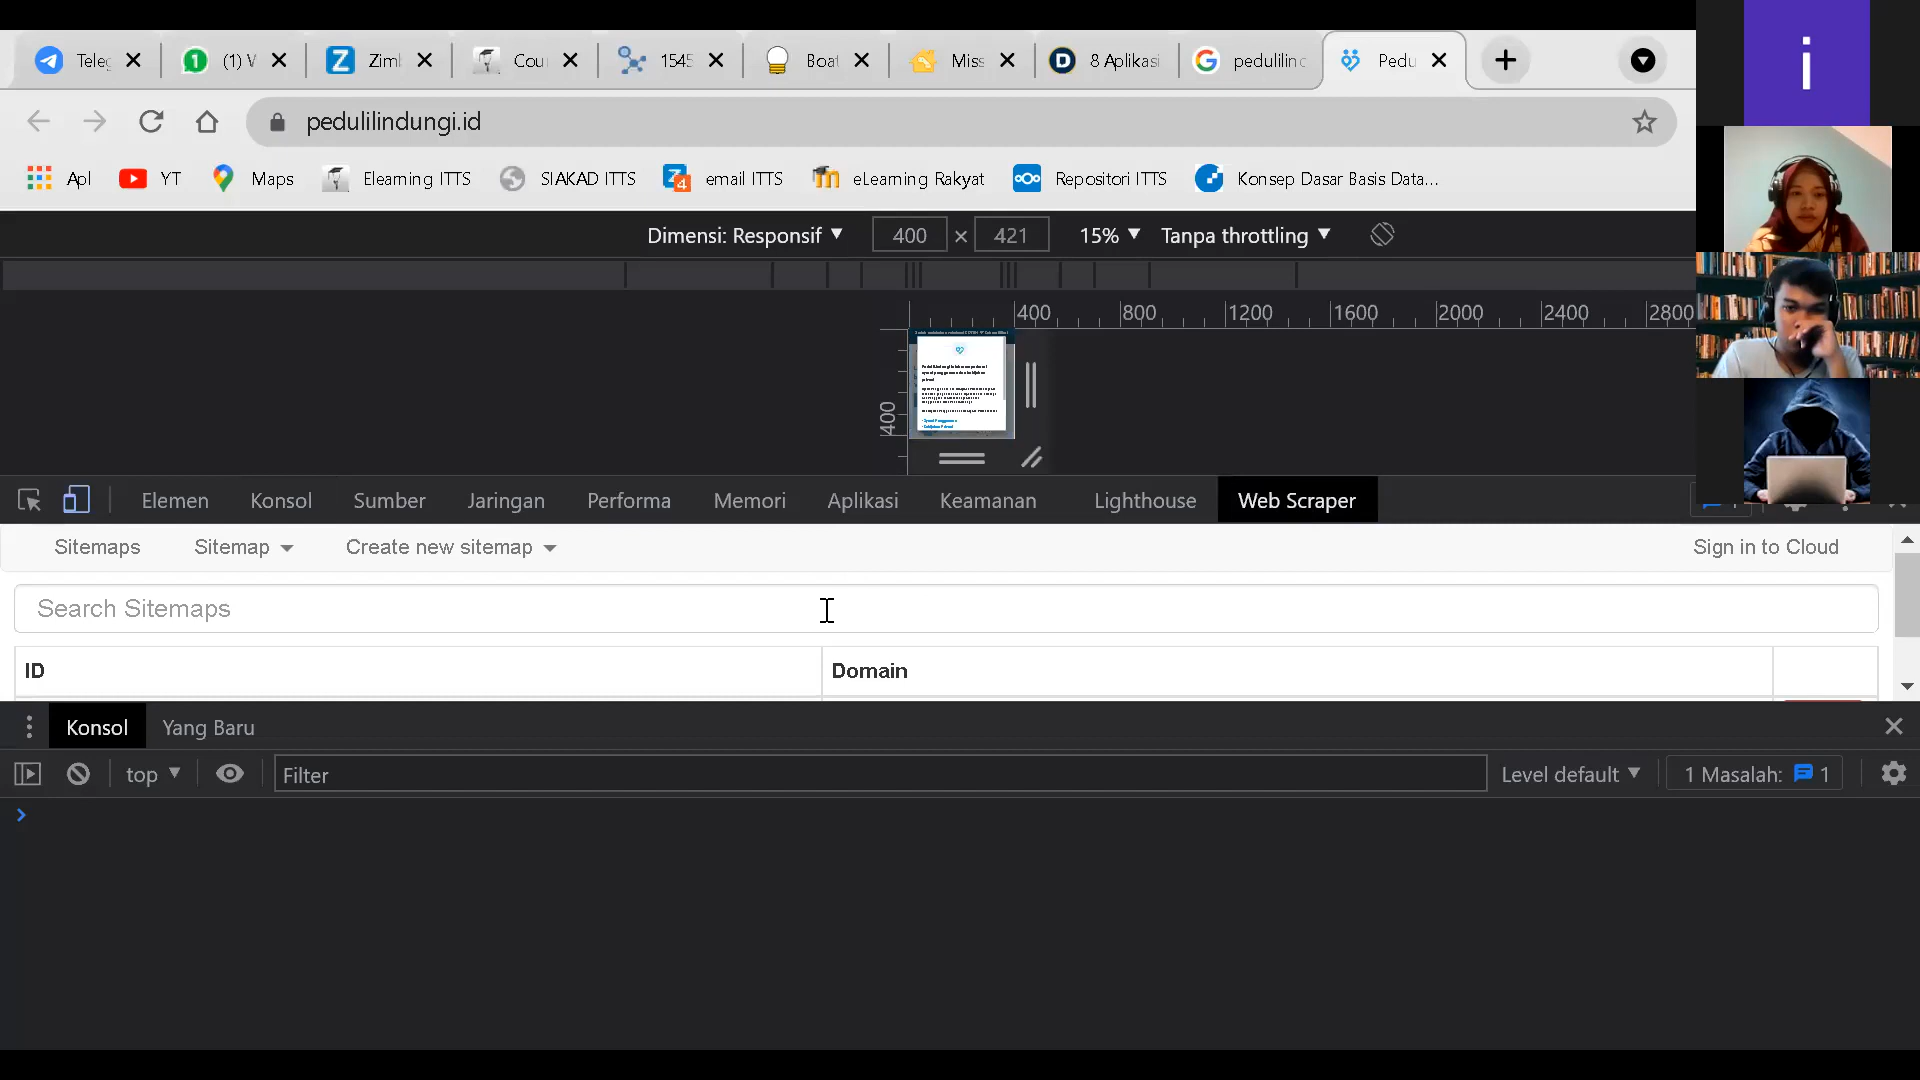 Teleg (1) V Zimb Cour 1545 Boat Miss 8 Aplikasi pedulilind Pedu
i
pedulilindungi.id
Apl YT Maps Elearning ITTS SIAKAD ITTS email ITTS eLearning Rakyat Repositori ITTS Konsep Dasar Basis Data...
Dimensi: Responsif 400 × 421 15% Tanpa throttling
400 800 1200 1600 2000 2400 2800
400
Elemen Konsol Sumber Jaringan Performa Memori Aplikasi Keamanan Lighthouse Web Scraper
Sitemaps Sitemap Create new sitemap Sign in to Cloud
Search Sitemaps
ID Domain
Konsol Yang Baru
top Filter Level default 1 Masalah: 1